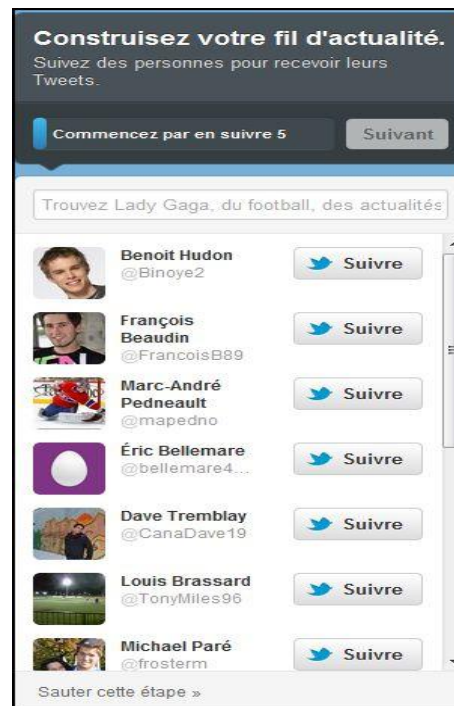 Construisez votre fil d'actualité.
Suivez des personnes pour recevoir leurs
Tweets.
Commencez par en suivre 5
Suivant
Trouvez Lady Gaga, du football, des actualités
Benoit Hudon
@Binoye2
Suivre
François
Beaudin
@FrancoisB89
Suivre
Marc-André
Pedneault
@mapedno
Suivre
Éric Bellemare
@bellemare4...
Suivre
Dave Tremblay
@CanaDave19
Suivre
Louis Brassard
@TonyMiles96
Suivre
Michael Paré
@frosterm
Suivre
Sauter cette étape »